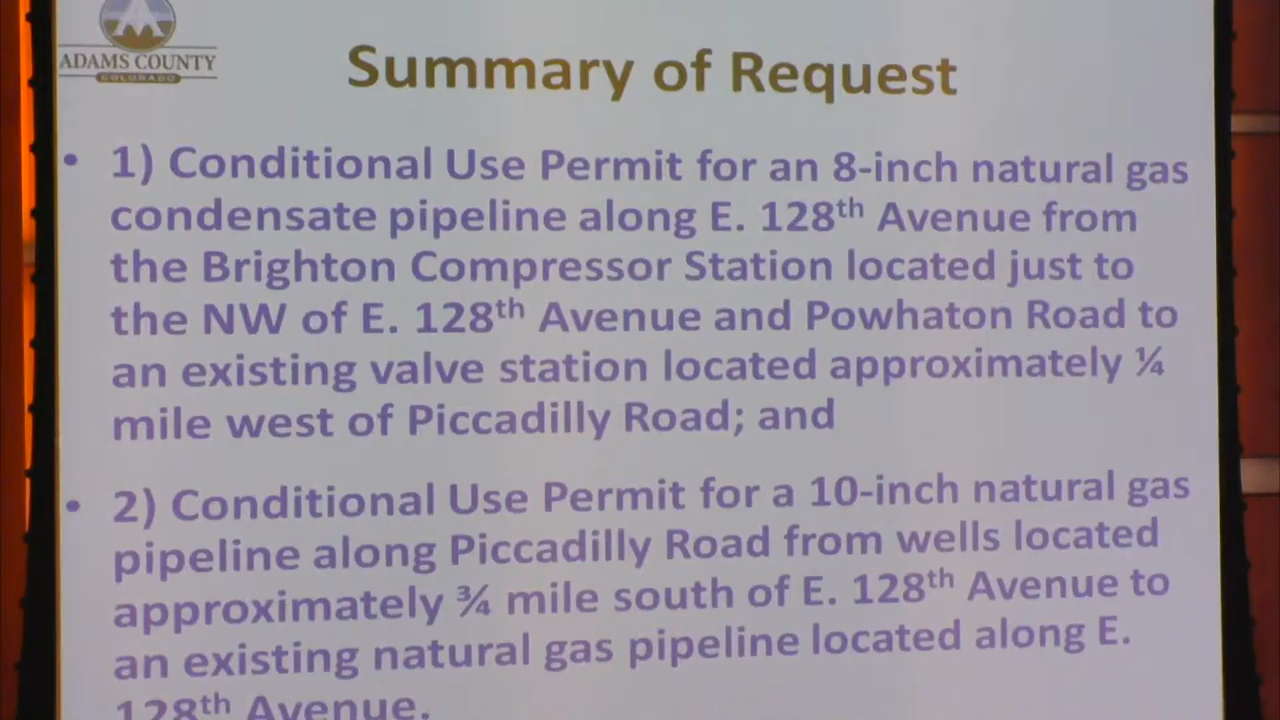 ADAMS COUNTY
COLORADO
Summary of Request
• 1) Conditional Use Permit for an 8-inch natural gas
condensate pipeline along E. 128th Avenue from
the Brighton Compressor Station located just to
the NW of E. 128th Avenue and Powhaton Road to
an existing valve station located approximately ¼
mile west of Piccadilly Road; and
• 2) Conditional Use Permit for a 10-inch natural gas
pipeline along Piccadilly Road from wells located
approximately ¾ mile south of E. 128th Avenue to
an existing natural gas pipeline located along E.
128th Avenue.